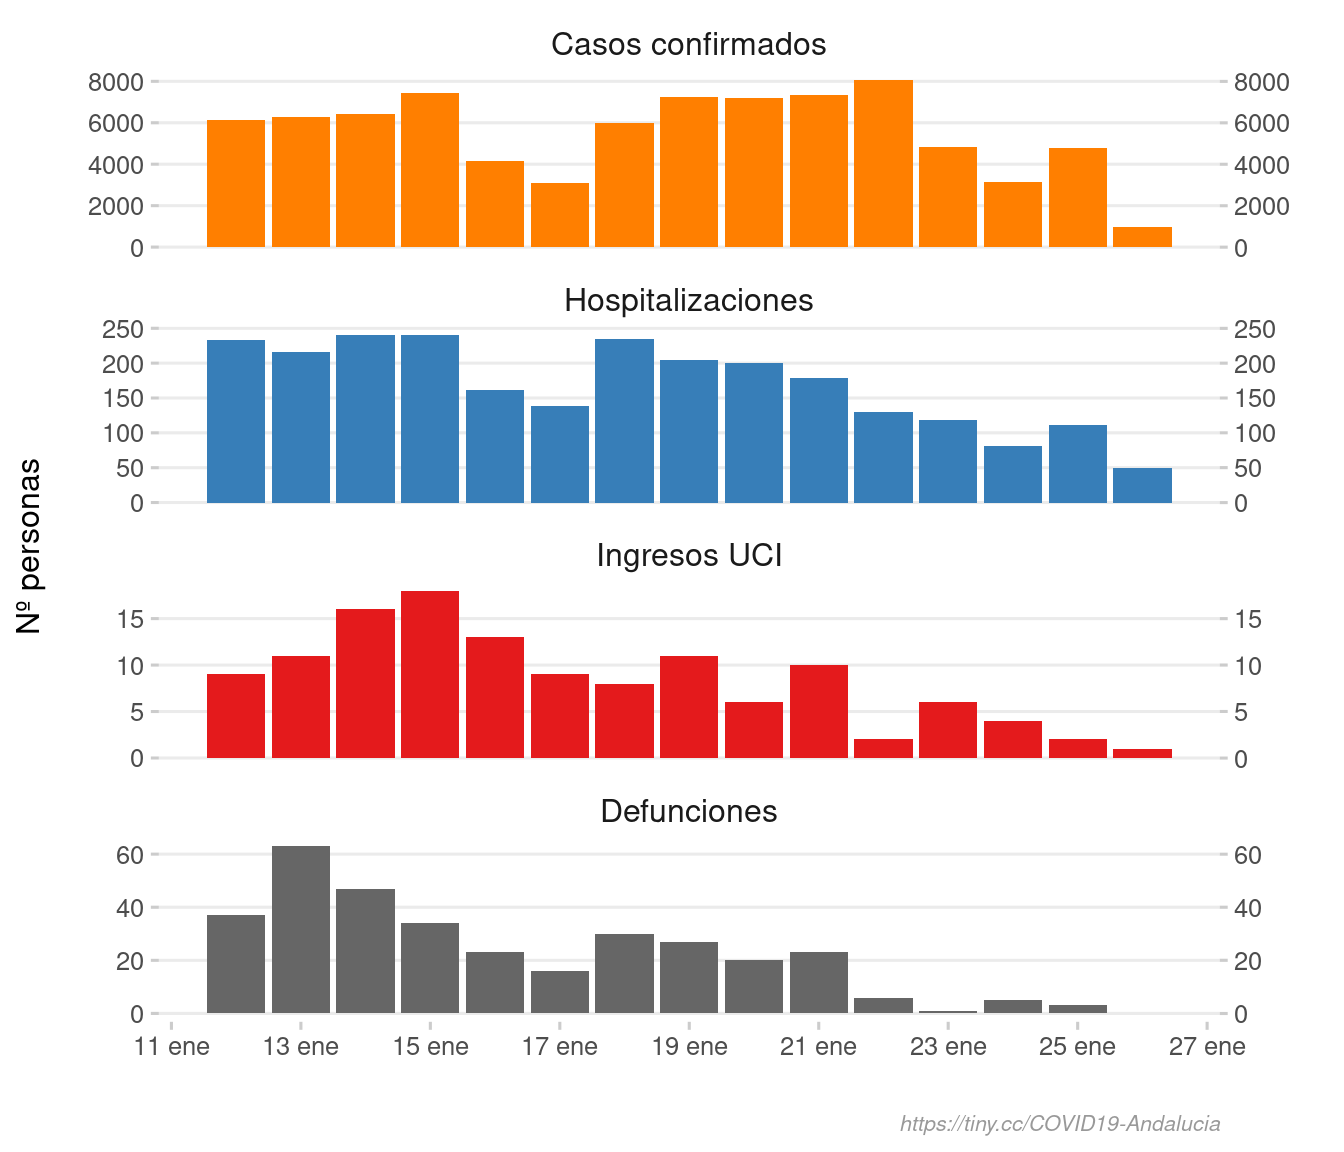 Casos confirmados
8000 8000
6000 6000
4000 4000
2000 2000
0 0
Hospitalizaciones
250 250
200 200
150 150
100 100
50 50
0 0
Nº personas
Ingresos UCI
15 15
10 10
5 5
0 0
Defunciones
60 60
40 40
20 20
0 0
11 ene 13 ene 15 ene 17 ene 19 ene 21 ene 23 ene 25 ene 27 ene
https://tiny.cc/COVID19-Andalucia